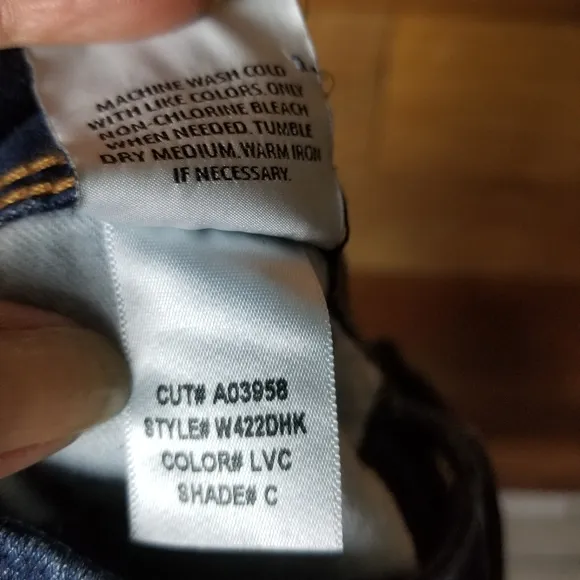 MACHINE WASH COLD
WITH LIKE COLORS. ONLY
NON-CHLORINE BLEACH
WHEN NEEDED. TUMBLE
DRY MEDIUM. WARM IRON
IF NECESSARY.
CUT# A03958
STYLE# W422DHK
COLOR# LVC
SHADE# C